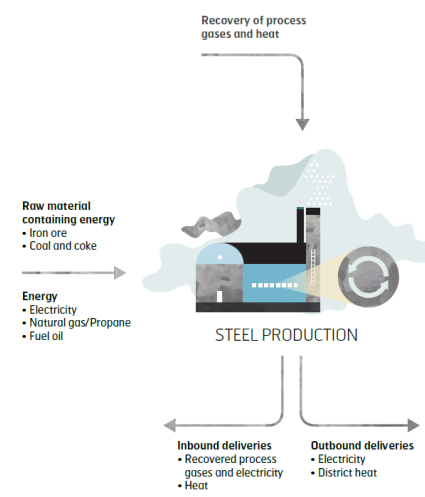 Recovery of process
gases and heat
Raw material
containing energy
• Iron ore
• Coal and coke
Energy
• Electricity
• Natural gas/Propane
• Fuel oil
STEEL PRODUCTION
Inbound deliveries
• Recovered process
gases and electricity
• Heat
Outbound deliveries
• Electricity
• District heat